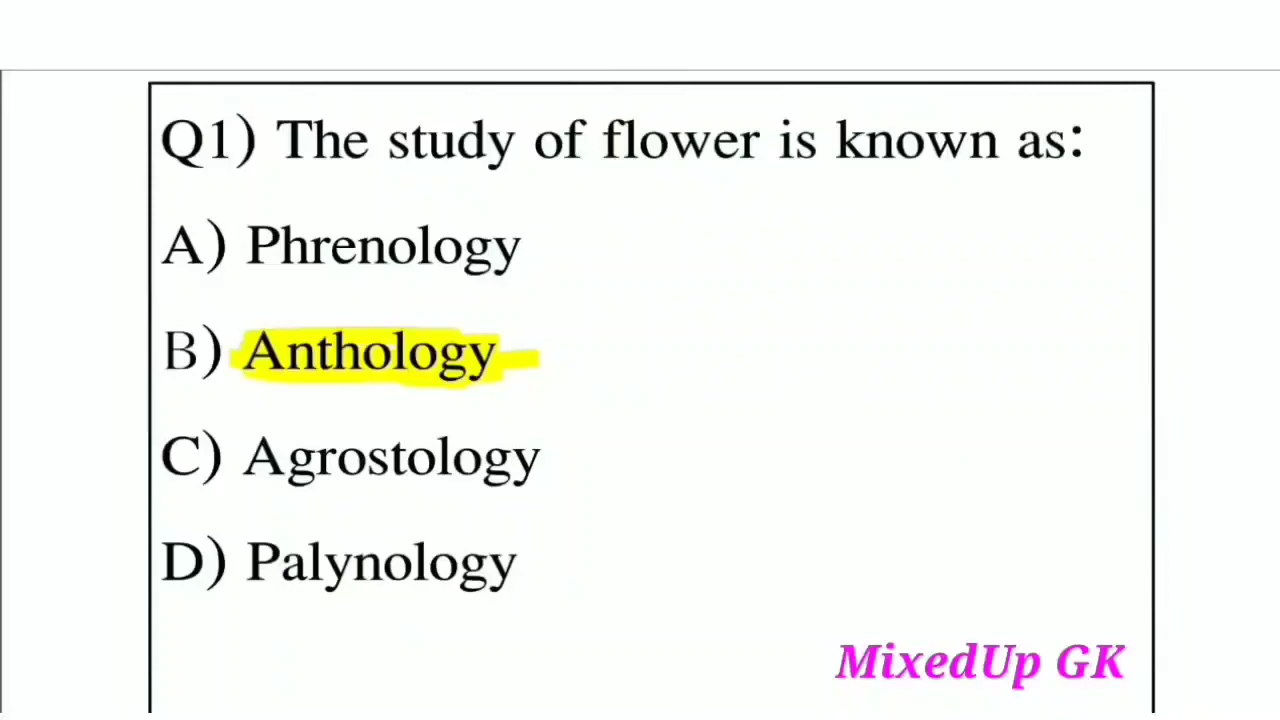 Q1) The study of flower is known as:
A) Phrenology
B) Anthology
C) Agrostology
D) Palynology
MixedUp GK